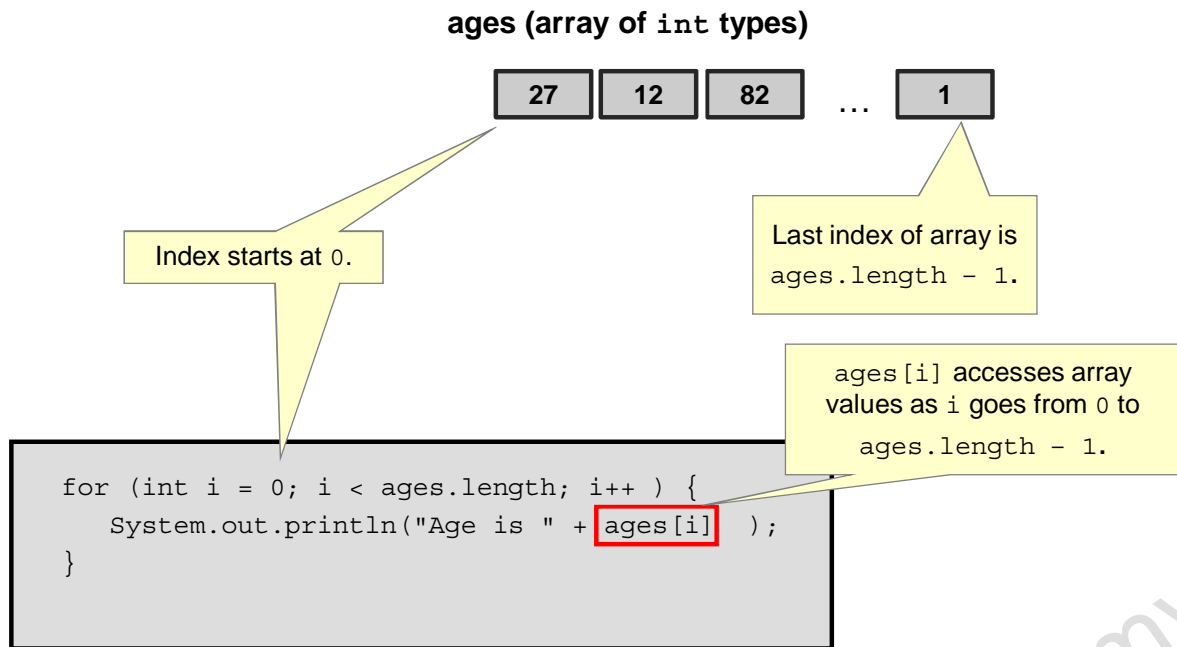 ages (array of int types)
27 12 82 ... 1
Index starts at 0.
Last index of array is
ages.length – 1.
ages[i] accesses array
values as i goes from 0 to
ages.length – 1.
for (int i = 0; i < ages.length; i++ ) {
System.out.println("Age is " + ages[i] );
}